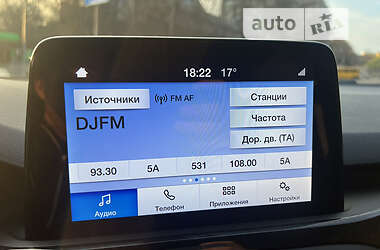 auto RIA
18:22 17°
Источники FM AF Станции
DJFM Частота
Дор. дв. (TA)
93.30 5A 531 108.00 5A
Аудио Телефон Приложения Настройки